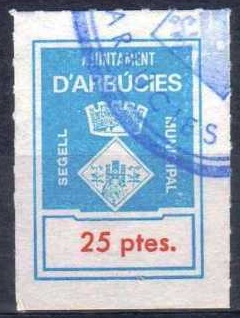 AJUNTAMENT
D'ARBÚCIES
SEGELL
MUNICIPAL
25 ptes.